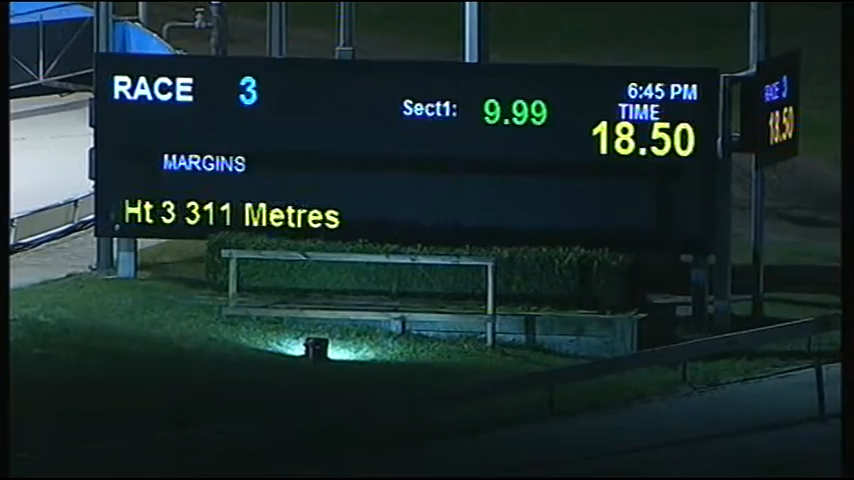 RACE 3
6:45 PM
Sect1: 9.99
TIME
18.50
MARGINS
Ht 3 311 Metres
RACE 3
18.50